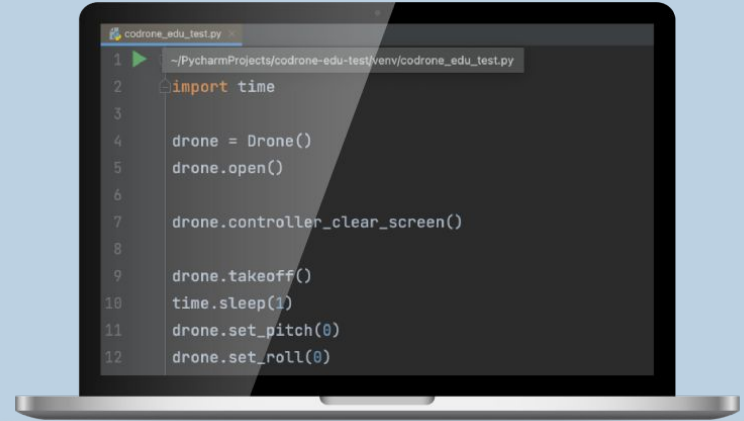 codrone_edu_test.py
1
~/PycharmProjects/codrone-edu-test/venv/codrone_edu_test.py
2 import time
3
4 drone = Drone()
5 drone.open()
6
7 drone.controller_clear_screen()
8
9 drone.takeoff()
10 time.sleep(1)
11 drone.set_pitch(0)
12 drone.set_roll(0)